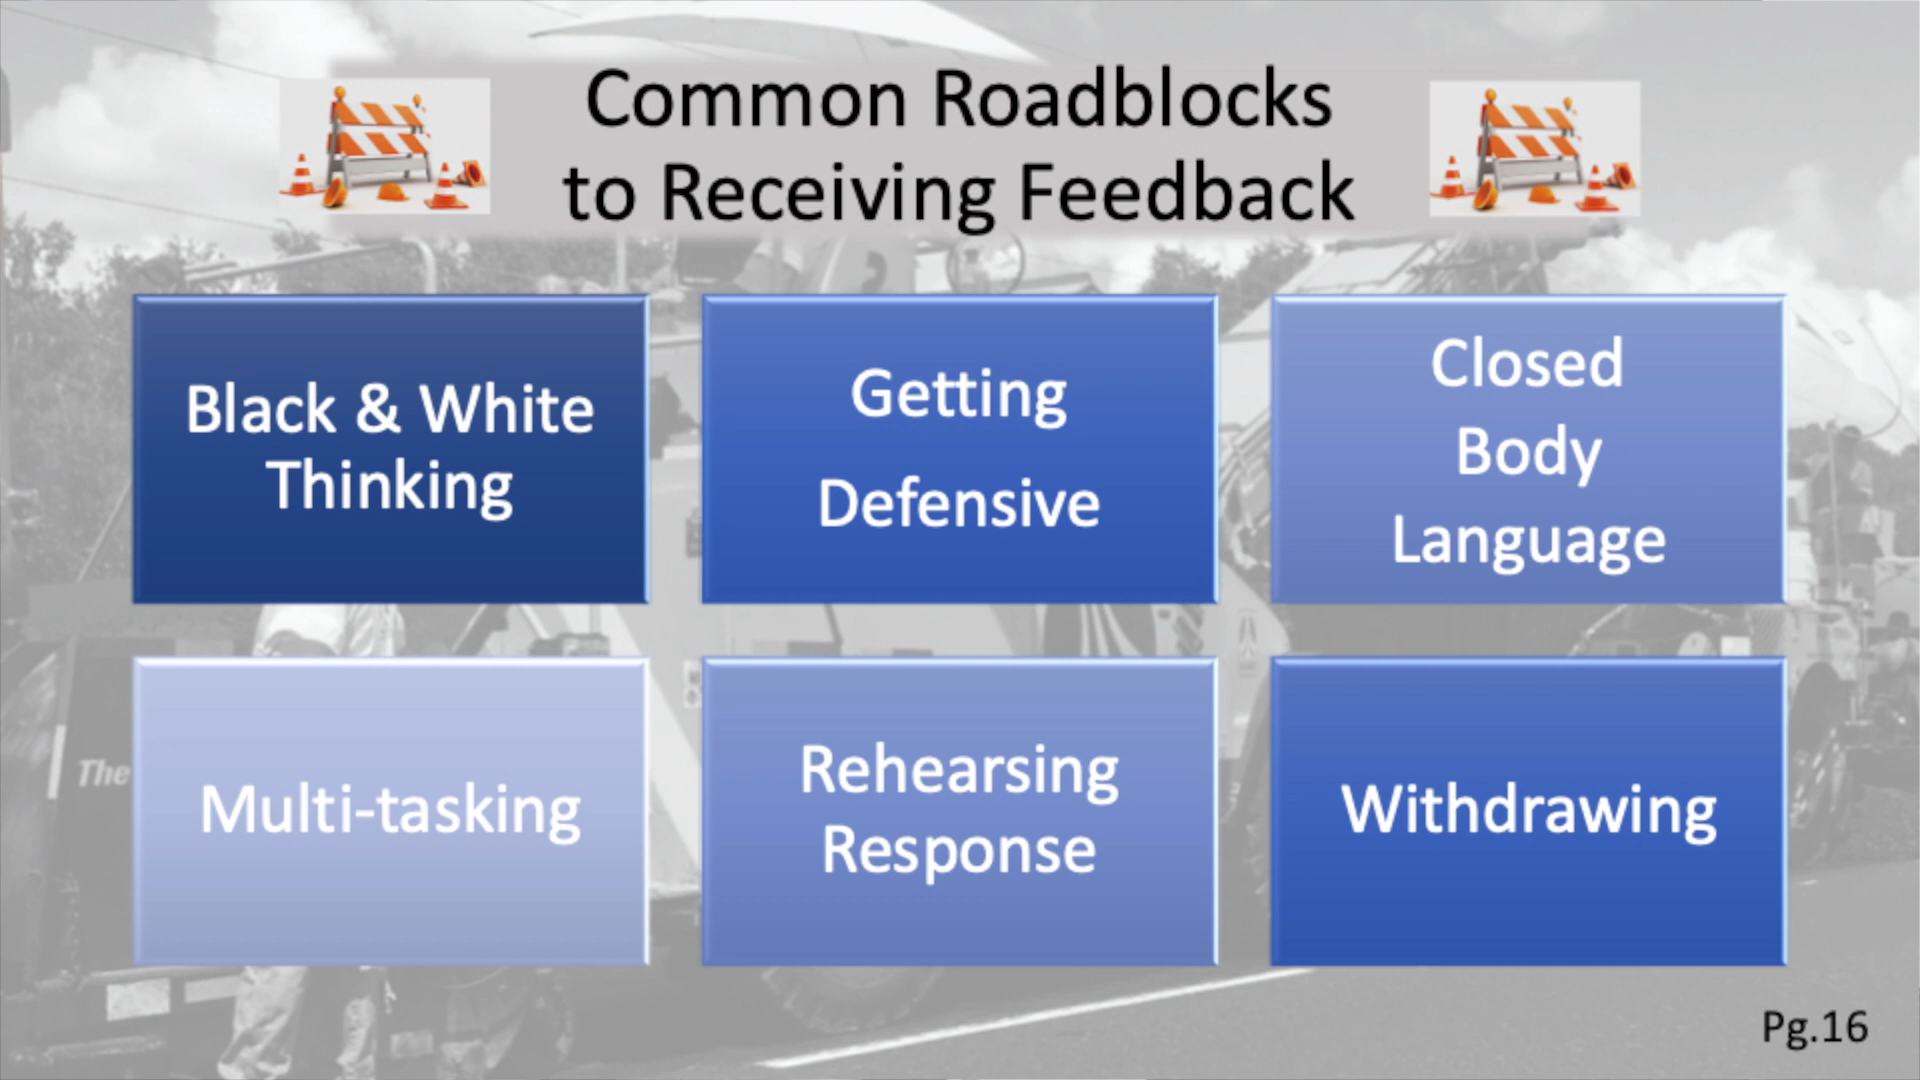 Common Roadblocks
to Receiving Feedback
Black & White
Thinking
Getting
Defensive
Closed
Body
Language
Multi-tasking
Rehearsing
Response
Withdrawing
The
Pg.16